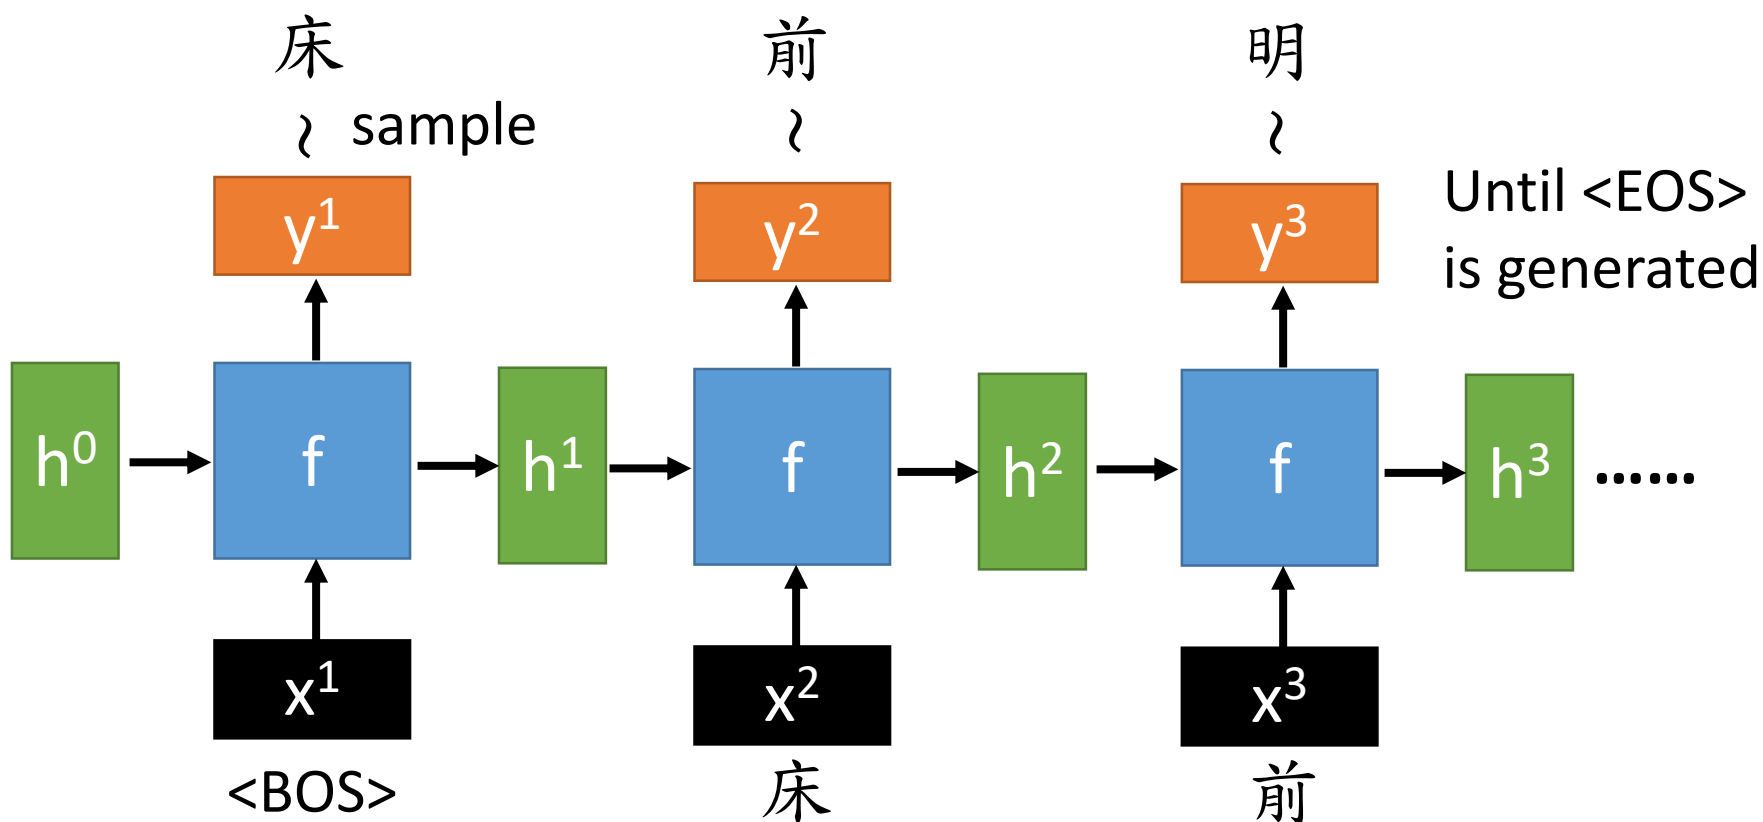 床 前 明
~ sample ~ ~
y¹ y² y³ Until <EOS>
is generated
h⁰ f h¹ f h² f h³ ......
x¹ x² x³
<BOS> 床 前